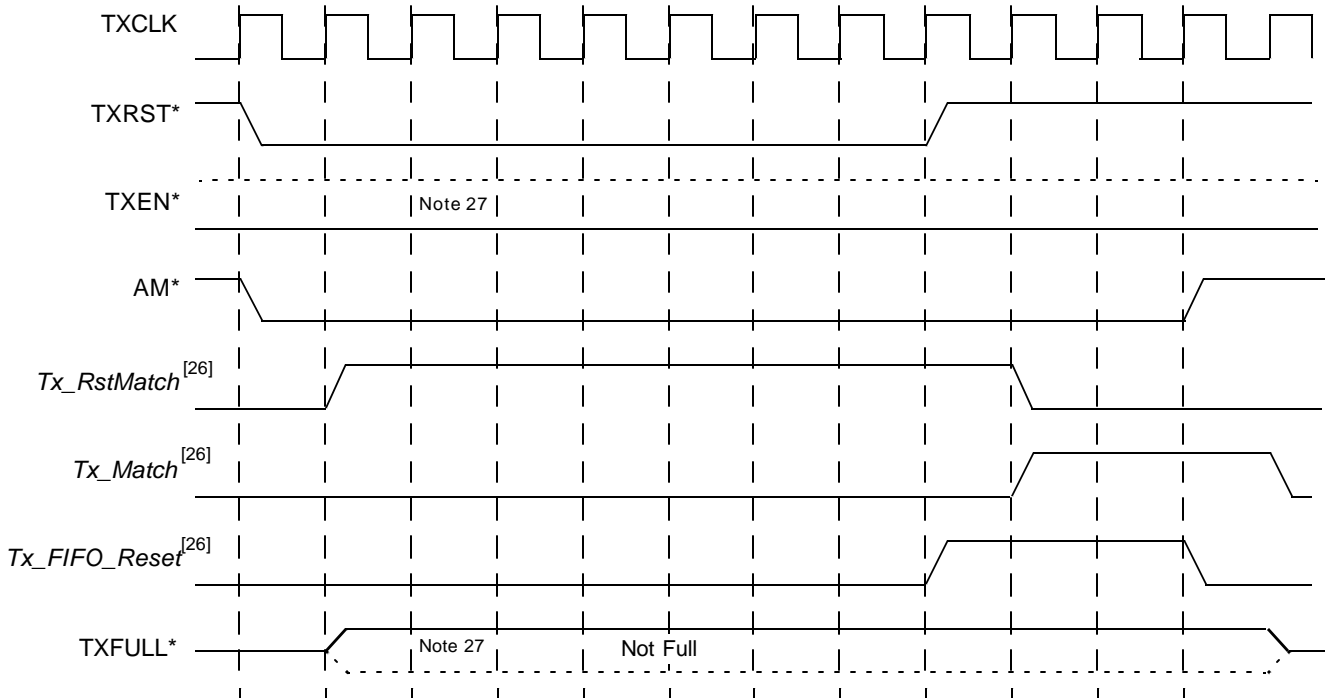 TXCLK
TXRST*
TXEN*
Note 27
AM*
Tx_RstMatch[26]
Tx_Match[26]
Tx_FIFO_Reset[26]
TXFULL*
Note 27
Not Full